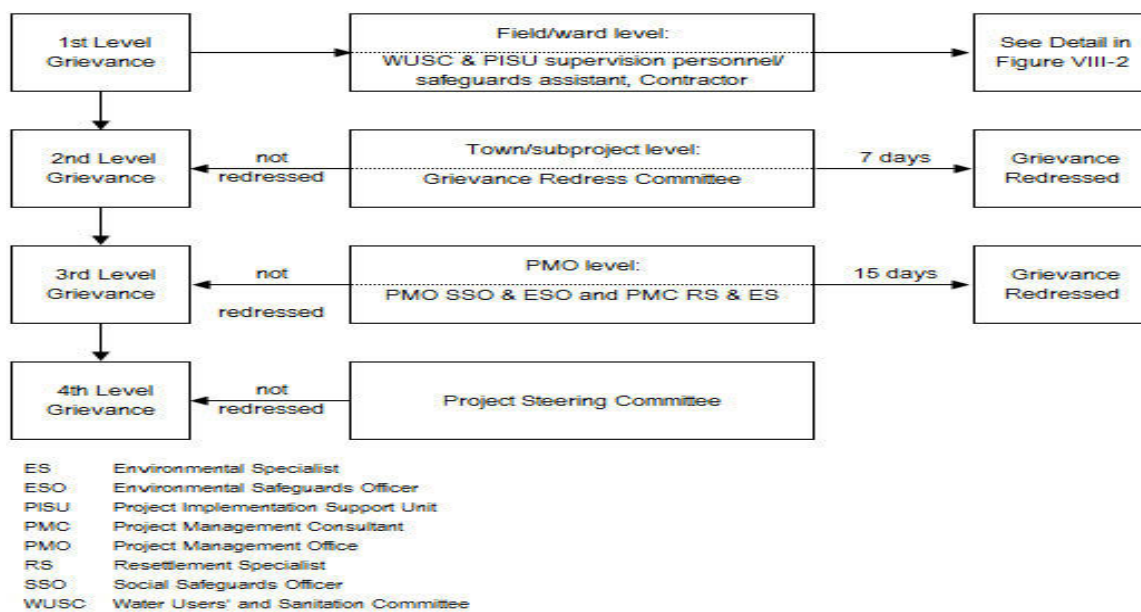 1st Level
Grievance
Field/ward level:
WUSC & PISU supervision personnel/
safeguards assistant, Contractor
See Detail in
Figure VIII-2
2nd Level
Grievance
not
redressed
Town/subproject level:
Grievance Redress Committee
7 days
Grievance
Redressed
3rd Level
Grievance
not
redressed
PMO level:
PMO SSO & ESO and PMC RS & ES
15 days
Grievance
Redressed
4th Level
Grievance
not
redressed
Project Steering Committee
ES Environmental Specialist
ESO Environmental Safeguards Officer
PISU Project Implementation Support Unit
PMC Project Management Consultant
PMO Project Management Office
RS Resettlement Specialist
SSO Social Safeguards Officer
WUSC Water Users' and Sanitation Committee